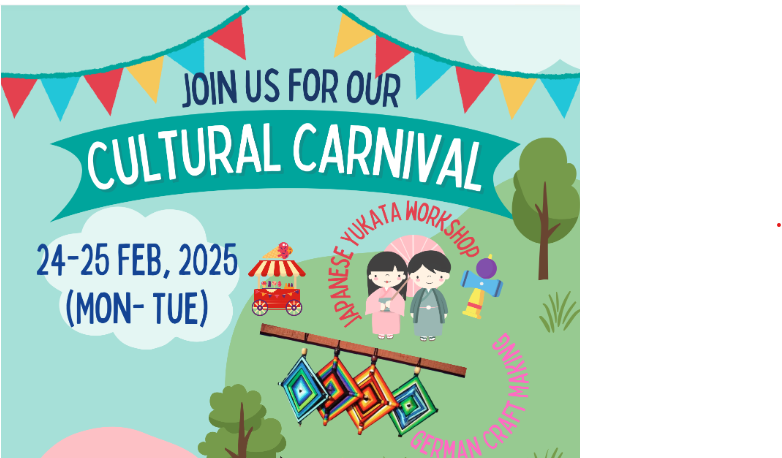 JOIN US FOR OUR
CULTURAL CARNIVAL
JAPANESE YUKATA WORKSHOP
24-25 FEB, 2025
(MON- TUE)
GERMAN CRAFT MAKING